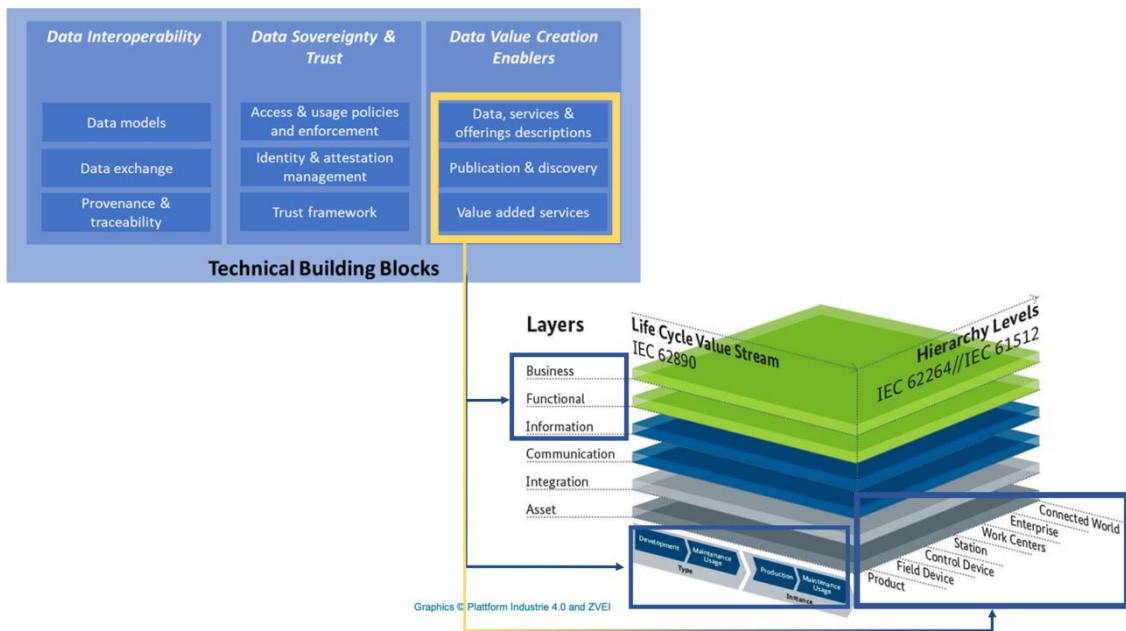 Data Interoperability
Data models
Data exchange
Provenance &
traceability
Data Sovereignty &
Trust
Access & usage policies
and enforcement
Identity & attestation
management
Trust framework
Data Value Creation
Enablers
Data, services &
offerings descriptions
Publication & discovery
Value added services
Technical Building Blocks
Layers
Business
Functional
Information
Communication
Integration
Asset
Life Cycle Value Stream
IEC 62890
Hierarchy Levels
IEC 62264//IEC 61512
Development
Maintenance
Usage
Type
Production
Maintenance
Usage
Instance
Connected World
Enterprise
Work Centers
Station
Control Device
Field Device
Product
Graphics © Plattform Industrie 4.0 and ZVEI